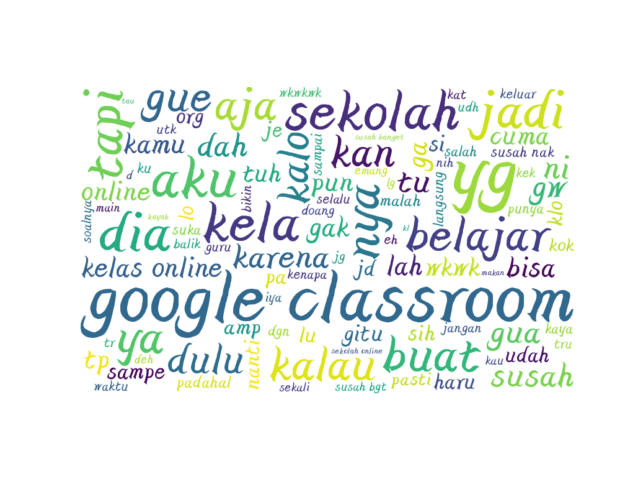 tapi
tau
gue
org
utk
aja
wkwkwk
je
sekolah
kat
udh
jadi
keluar
cuma
susah nak
kamu
dah
kalo
sampai
susah banget
kan
ga
si
salah
nih
d
ku
online
aku
tuh
bikin
pun
emang
lg
tu
yg
kek
ni
gw
soalnya
main
kayak
lo
suka
balik
dia
kela
guru
selalu
doang
gak
nya
malah
langsung
punya
klo
eh
kl
belajar
kok
kelas online
karena
pa
kenapa
jg
jd
lah
wkwk
makan
bisa
google classroom
iya
tr
ya
deh
tp
sampe
waktu
amp
dgn
lu
gitu
sih
jangan
gua
kaya
tru
dulu
nanti
padahal
kalau
sekolah online
sekali
susah bgt
buat
pasti
haru
kau
udah
susah